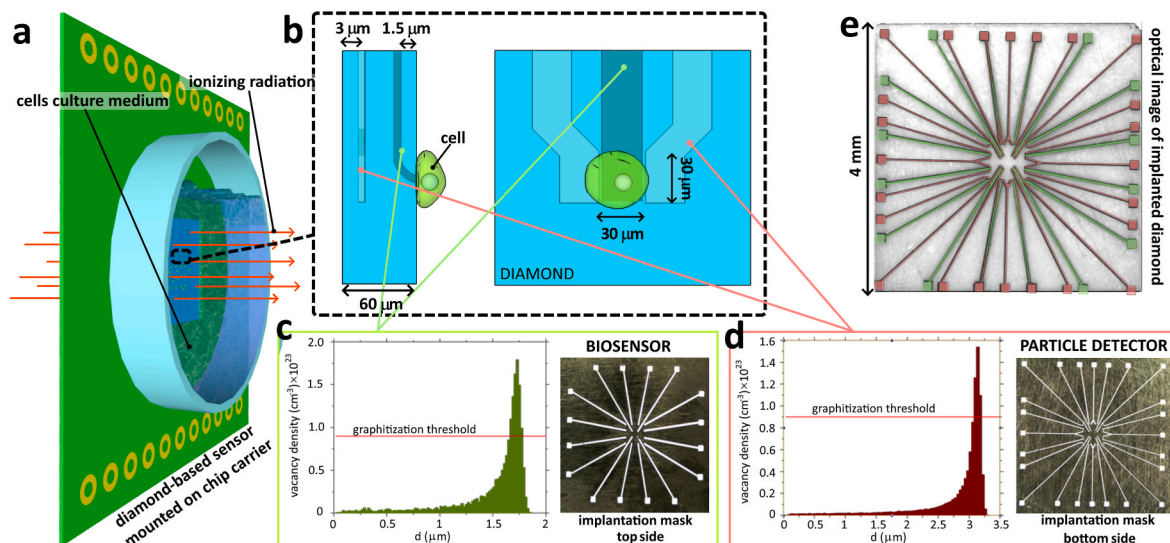 a
ionizing radiation
cells culture medium
diamond-based sensor
mounted on chip carrier
b
3 μm
1.5 μm
cell
30 μm
30 μm
DIAMOND
60 μm
e
4 mm
optical image of implanted diamond
c
BIOSENSOR
vacancy density (cm³)×10²³
2.0
1.5
1.0
0.5
0
graphitization threshold
0
0.5
1
1.5
2
d (μm)
implantation mask
top side
d
PARTICLE DETECTOR
vacancy density (cm³)×10²³
1.6
1.4
1.2
1.0
0.8
0.6
0.4
0.2
0
graphitization threshold
0
0.5
1
1.5
2
2.5
3
3.5
d (μm)
implantation mask
bottom side